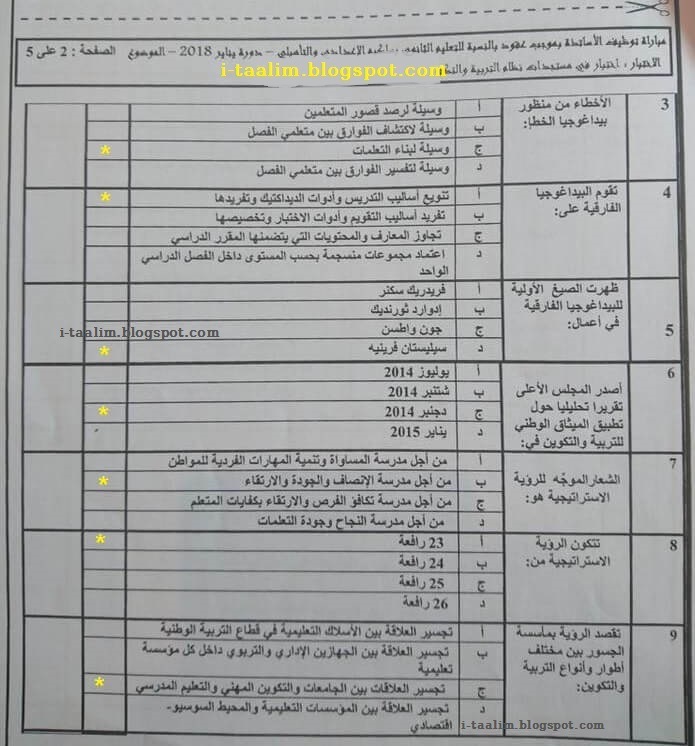 مباراة توظيف الأساتذة بموجب عقود بالنسبة للتعليم الثانوي الإعدادي والتأهيلي – دورة يناير 2018 – الموضوع الصفحة : 2 على 5
الاختبار : اختبار في مستجدات نظام التربية
i-taalim.blogspot.com
3 الأخطاء من منظور بيداغوجيا الخطإ:
أ وسيلة لرصد قصور المتعلمين
ب وسيلة لاكتشاف الفوارق بين متعلمي الفصل
ج وسيلة لبناء التعلمات *
د وسيلة لتفسير الفوارق بين متعلمي الفصل
4 تقوم البيداغوجيا الفارقية على:
أ تنويع أساليب التدريس وأدوات الديداكتيك وتفريدها *
ب تفريد أساليب التقويم وأدوات الاختبار وتخصيصها
ج تجاوز المعارف والمحتويات التي يتضمنها المقرر الدراسي
د اعتماد مجموعات منسجمة بحسب المستوى داخل الفصل الدراسي
الواحد
5 ظهرت الصيغ الأولية للبيداغوجيا الفارقية في أعمال:
أ فريدريك سكنر
ب إدوارد ثورنديك
i-taalim.blogspot.com
ج جون واطسن
د سيليستان فرينيه *
6 أصدر المجلس الأعلى تقريرا تحليليا حول تطبيق الميثاق الوطني للتربية والتكوين في:
أ يوليوز 2014
ب شتنبر 2014
ج دجنبر 2014 *
د يناير 2015
7 الشعار الموجّه للرؤية الاستراتيجية هو:
أ من أجل مدرسة المساواة وتنمية المهارات الفردية للمواطن
ب من أجل مدرسة الإنصاف والجودة والارتقاء *
ج من أجل مدرسة تكافؤ الفرص والارتقاء بكفايات المتعلم
د من أجل مدرسة النجاح وجودة التعلمات
8 تتكون الرؤية الاستراتيجية من:
أ 23 رافعة *
ب 24 رافعة
ج 25 رافعة
د 26 رافعة
9 تقصد الرؤية بمأسسة الجسور بين مختلف أطوار وأنواع التربية والتكوين:
أ تجسير العلاقة بين الأسلاك التعليمية في قطاع التربية الوطنية
ب تجسير العلاقة بين الجهازين الإداري والتربوي داخل كل مؤسسة
تعليمية
ج تجسير العلاقات بين الجامعات والتكوين المهني والتعليم المدرسي *
د تجسير العلاقة بين المؤسسات التعليمية والمحيط السوسيو-
اقتصادي
i-taalim.blogspot.com